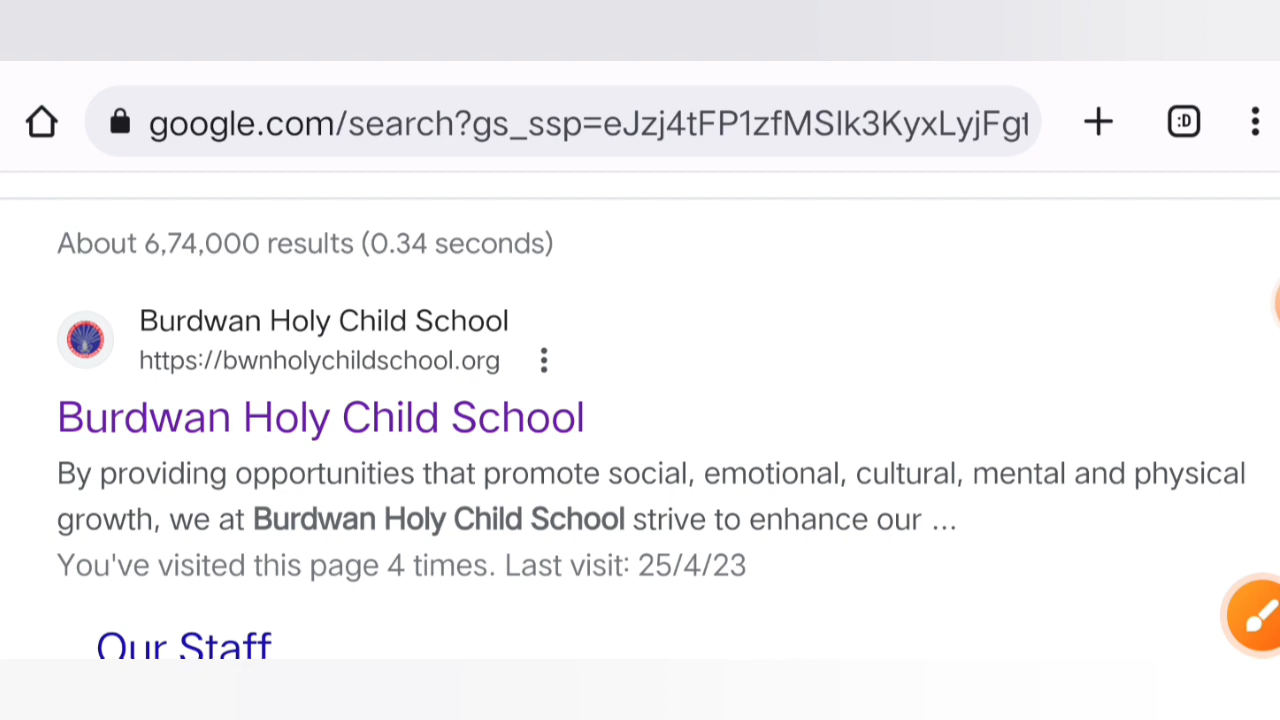 google.com/search?gs_ssp=eJzj4tFP1zfMSIk3KyxLyjFgt
:D
About 6,74,000 results (0.34 seconds)
Burdwan Holy Child School
https://bwnholychildschool.org
Burdwan Holy Child School
By providing opportunities that promote social, emotional, cultural, mental and physical
growth, we at Burdwan Holy Child School strive to enhance our ...
You've visited this page 4 times. Last visit: 25/4/23
Our Staff